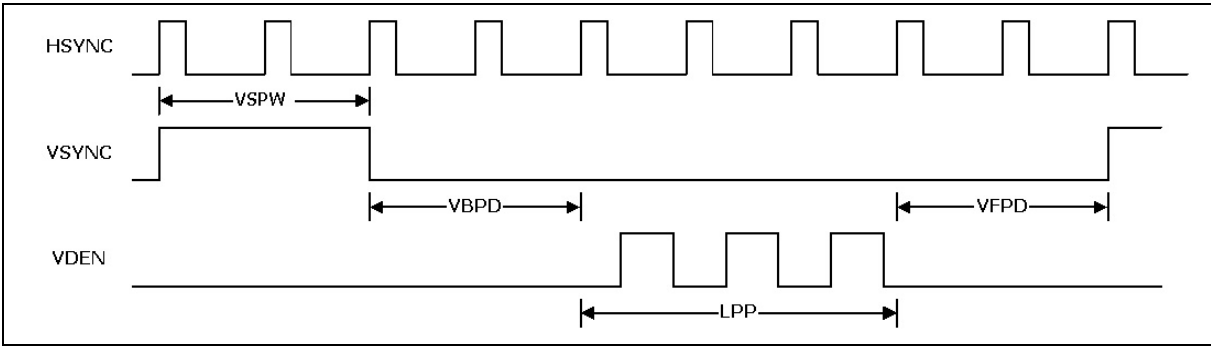 HSYNC
VSPW
VSYNC
VBPD
VFPD
VDEN
LPP